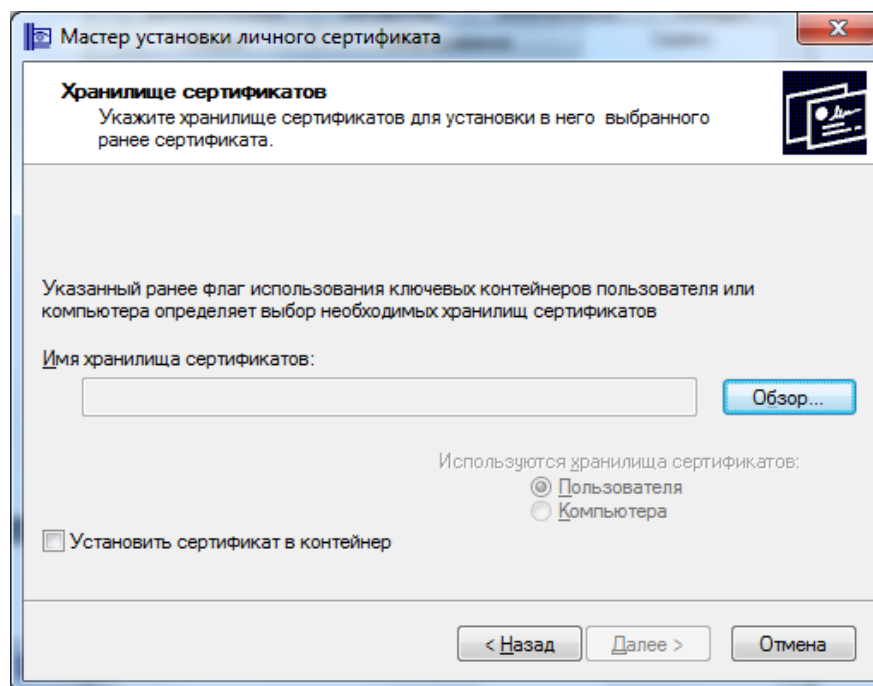 Мастер установки личного сертификата
Хранилище сертификатов
Укажите хранилище сертификатов для установки в него выбранного
ранее сертификата.
Указанный ранее флаг использования ключевых контейнеров пользователя или
компьютера определяет выбор необходимых хранилищ сертификатов
Имя хранилища сертификатов:
Обзор...
Используются хранилища сертификатов:
Пользователя
Компьютера
Установить сертификат в контейнер
< Назад Далее > Отмена